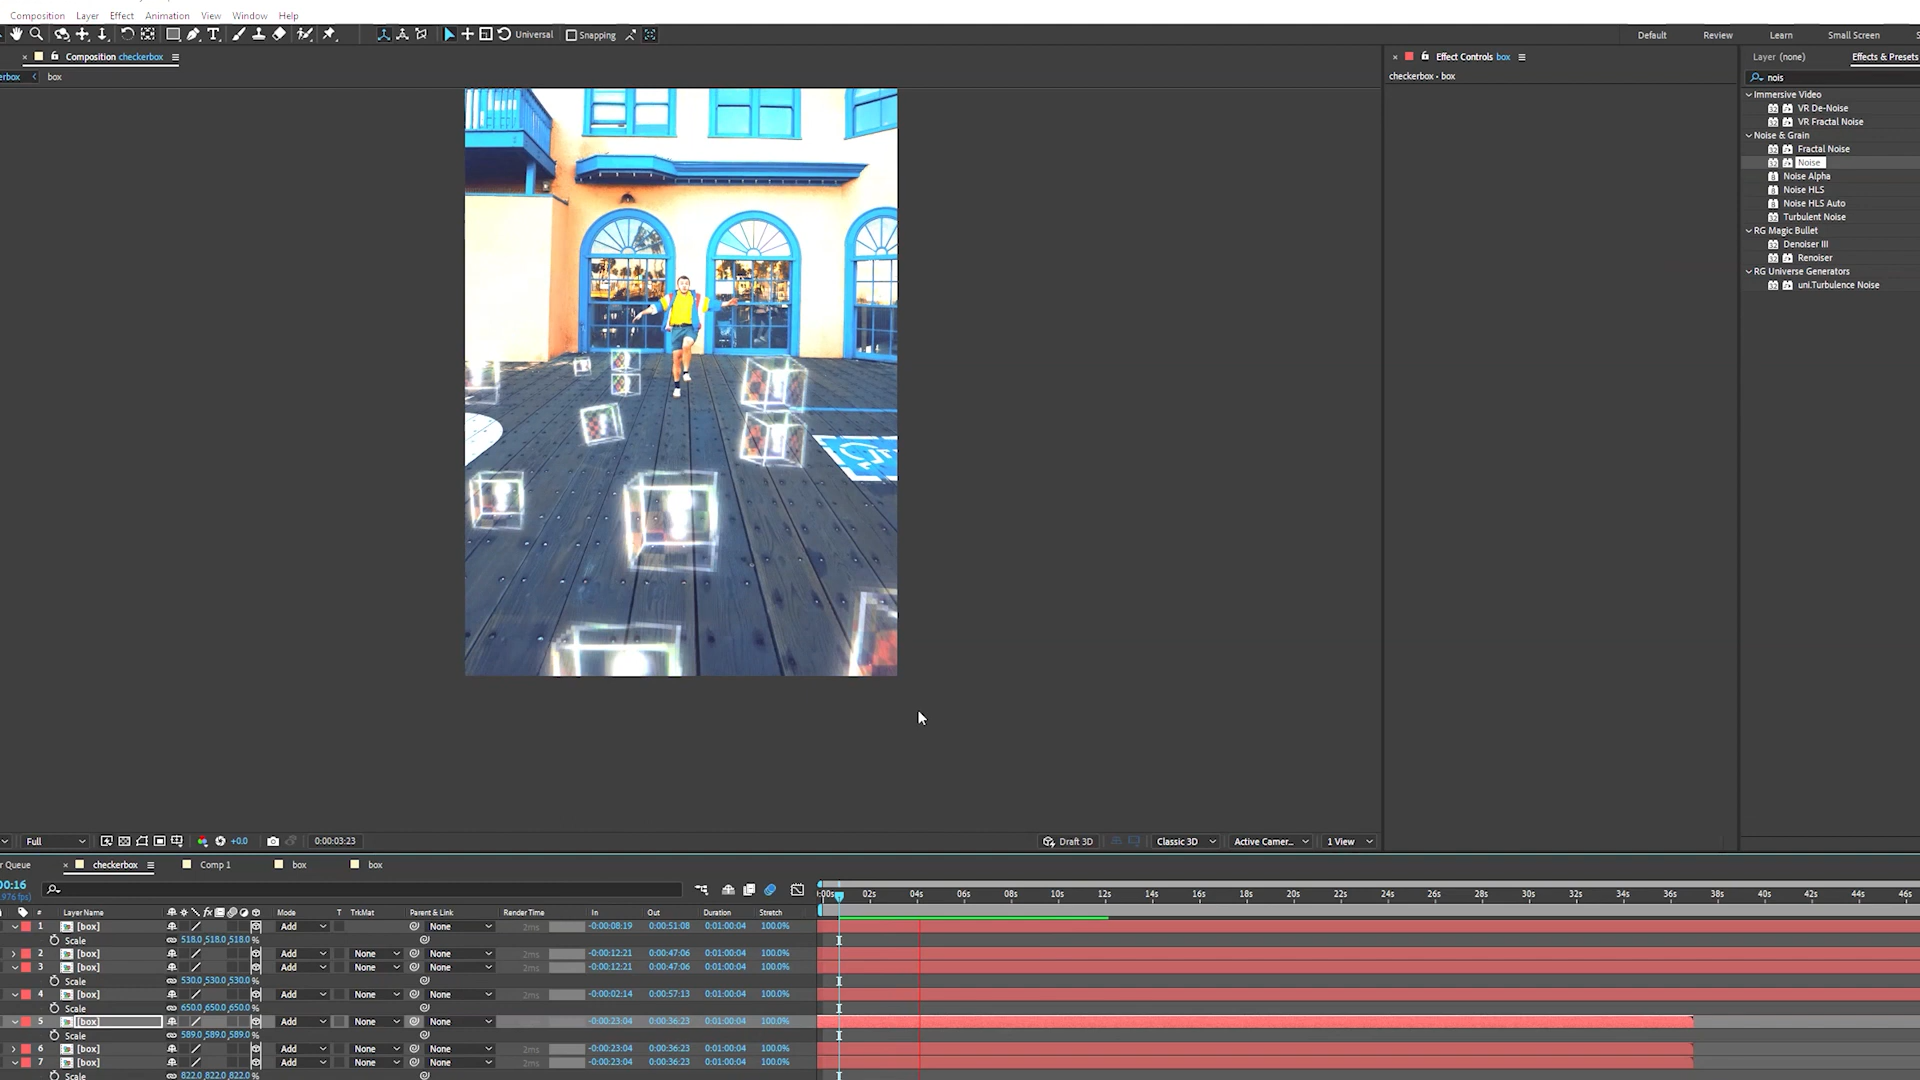 Composition Layer Effect Animation View Window Help
Universal Snapping Default Review Learn Small Screen S
× Composition checkerbox
× Effect Controls box
Layer (none) Effects & Presets
erbox box
checkerbox • box
nois
Immersive Video
VR De-Noise
VR Fractal Noise
Noise & Grain
Fractal Noise
Noise
Noise Alpha
Noise HLS
Noise HLS Auto
Turbulent Noise
RG Magic Bullet
Denoiser III
Renoiser
RG Universe Generators
uni.Turbulence Noise
Full +0.0 0:00:03:23 Draft 3D Classic 3D Active Camer... 1 View
r Queue × checkerbox Comp 1 box box
00:16
976 fps)
:00s 02s 04s 06s 08s 10s 12s 14s 16s 18s 20s 22s 24s 26s 28s 30s 32s 34s 36s 38s 40s 42s 44s 46s
# Layer Name fx Mode T TrkMat Parent & Link Render Time In Out Duration Stretch
1 [box] Add None 2ms -0:00:08:19 0:00:51:08 0:01:00:04 100.0%
Scale 518.0,518.0,518.0%
2 [box] Add None None 2ms -0:00:12:21 0:00:47:06 0:01:00:04 100.0%
3 [box] Add None None 2ms -0:00:12:21 0:00:47:06 0:01:00:04 100.0%
Scale 530.0,530.0,530.0%
4 [box] Add None None 2ms -0:00:02:14 0:00:57:13 0:01:00:04 100.0%
Scale 650.0,650.0,650.0%
5 [box] Add None None 2ms -0:00:23:04 0:00:36:23 0:01:00:04 100.0%
Scale 589.0,589.0,589.0%
6 [box] Add None None 2ms -0:00:23:04 0:00:36:23 0:01:00:04 100.0%
7 [box] Add None None 2ms -0:00:23:04 0:00:36:23 0:01:00:04 100.0%
Scale 822.0,822.0,822.0%